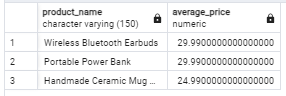 product_name average_price
character varying (150) numeric
1 Wireless Bluetooth Earbuds 29.9900000000000000
2 Portable Power Bank 29.9900000000000000
3 Handmade Ceramic Mug ... 24.9900000000000000